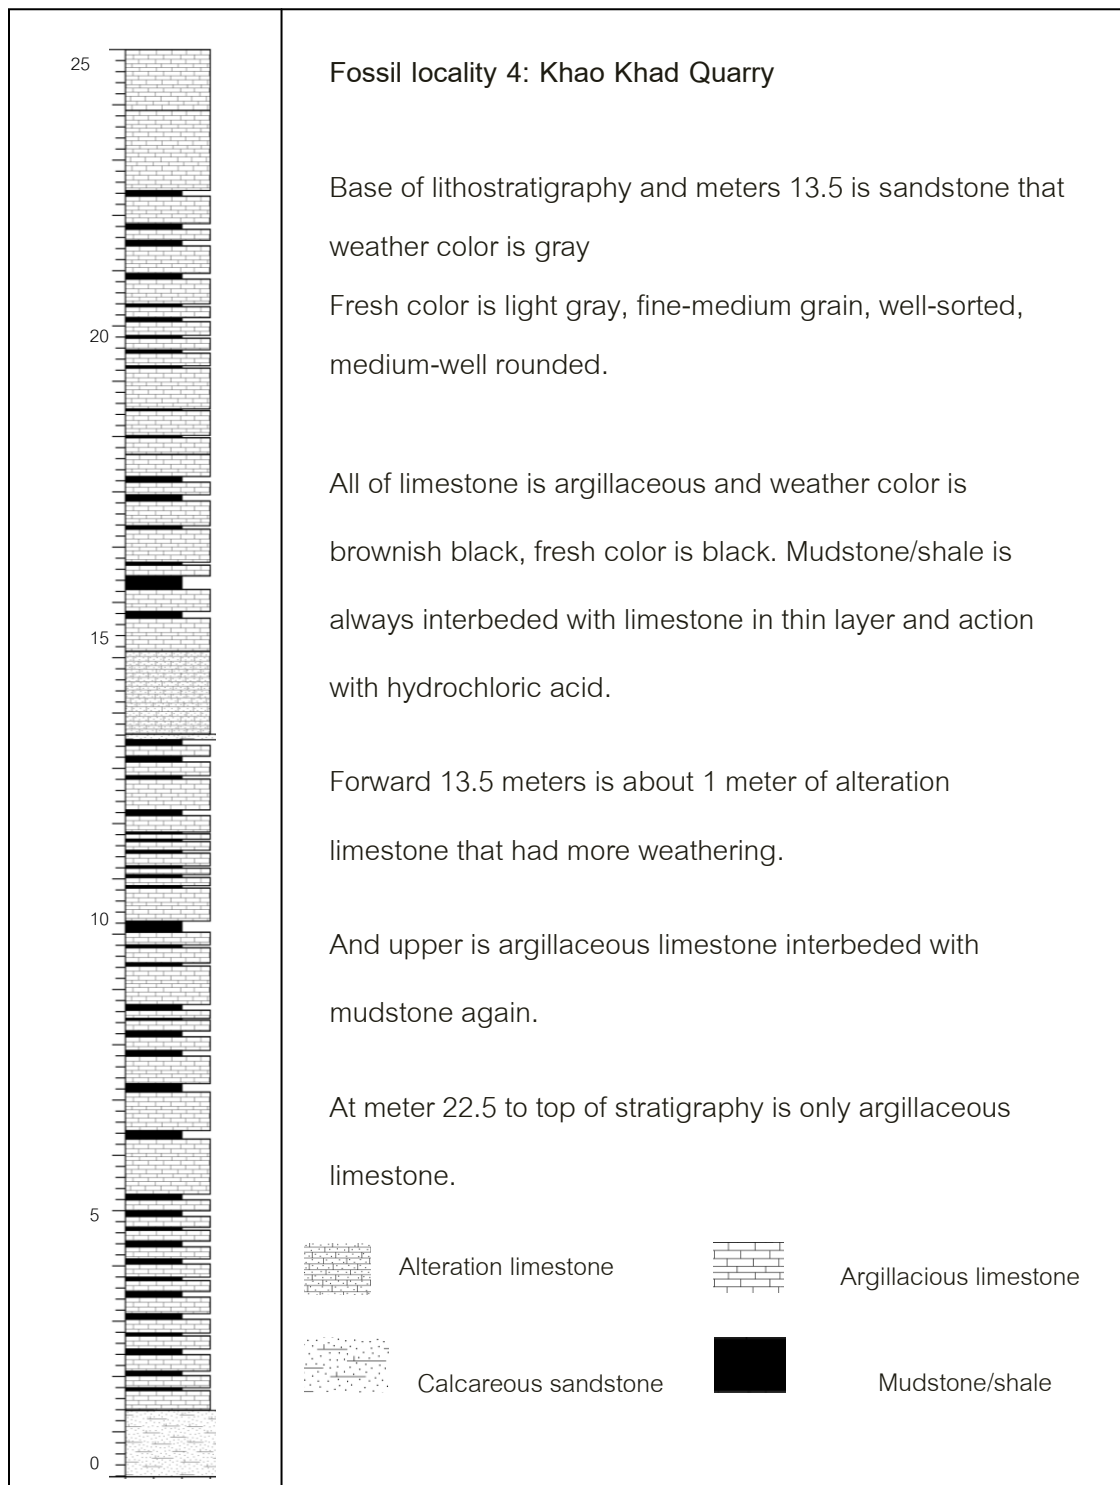 25
20
15
10
5
0
Fossil locality 4: Khao Khad Quarry
Base of lithostratigraphy and meters 13.5 is sandstone that
weather color is gray
Fresh color is light gray, fine-medium grain, well-sorted,
medium-well rounded.
All of limestone is argillaceous and weather color is
brownish black, fresh color is black. Mudstone/shale is
always interbeded with limestone in thin layer and action
with hydrochloric acid.
Forward 13.5 meters is about 1 meter of alteration
limestone that had more weathering.
And upper is argillaceous limestone interbeded with
mudstone again.
At meter 22.5 to top of stratigraphy is only argillaceous
limestone.
Alteration limestone
Argillacious limestone
Calcareous sandstone
Mudstone/shale